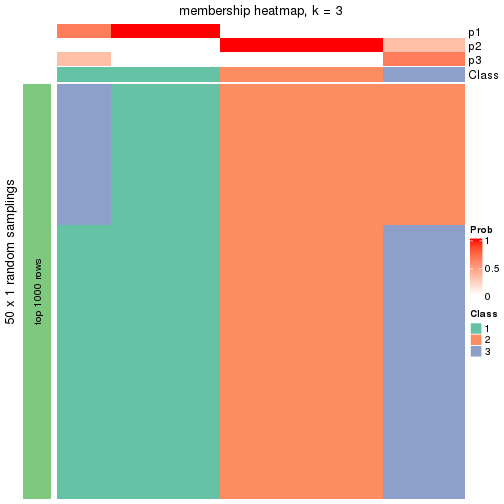 membership heatmap, k = 3
p1
p2
p3
Class
50 x 1 random samplings
top 1000 rows
Prob
1
0.5
0
Class
1
2
3